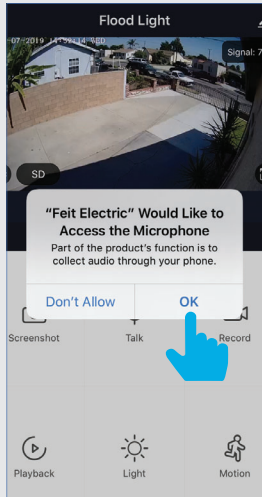 Flood Light
Signal: 7
SD
"Feit Electric" Would Like to
Access the Microphone
Part of the product's function is to
collect audio through your phone.
Don't Allow OK
Screenshot Talk Record
Playback Light Motion